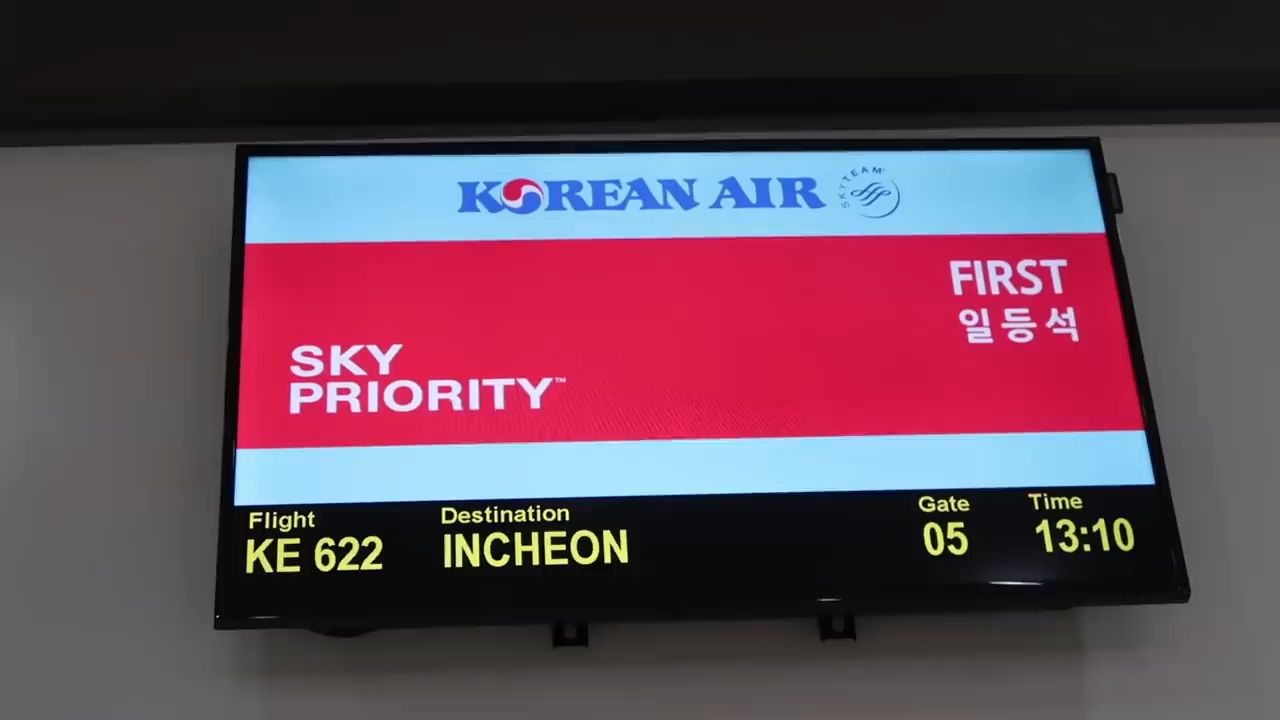 KOREAN AIR SKYTEAM
FIRST
일등석
SKY
PRIORITY™
Flight Destination Gate Time
KE 622 INCHEON 05 13:10